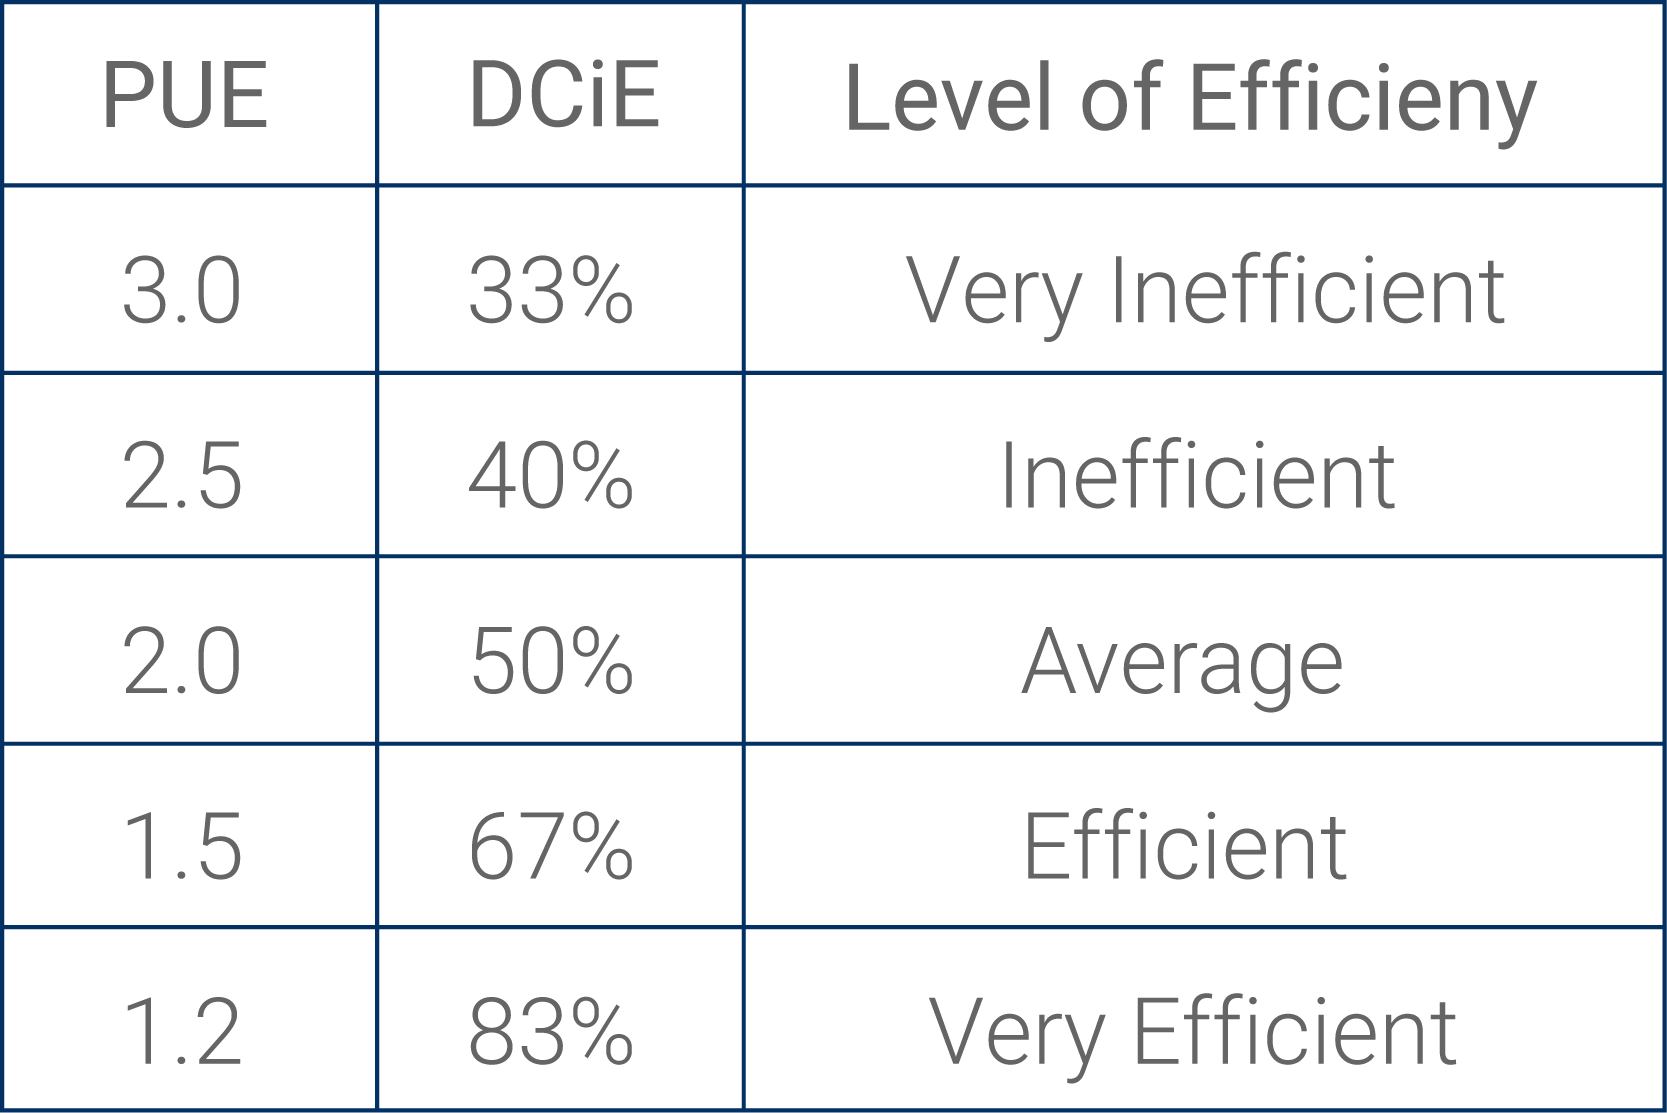 PUE DCiE Level of Efficieny
3.0 33% Very Inefficient
2.5 40% Inefficient
2.0 50% Average
1.5 67% Efficient
1.2 83% Very Efficient